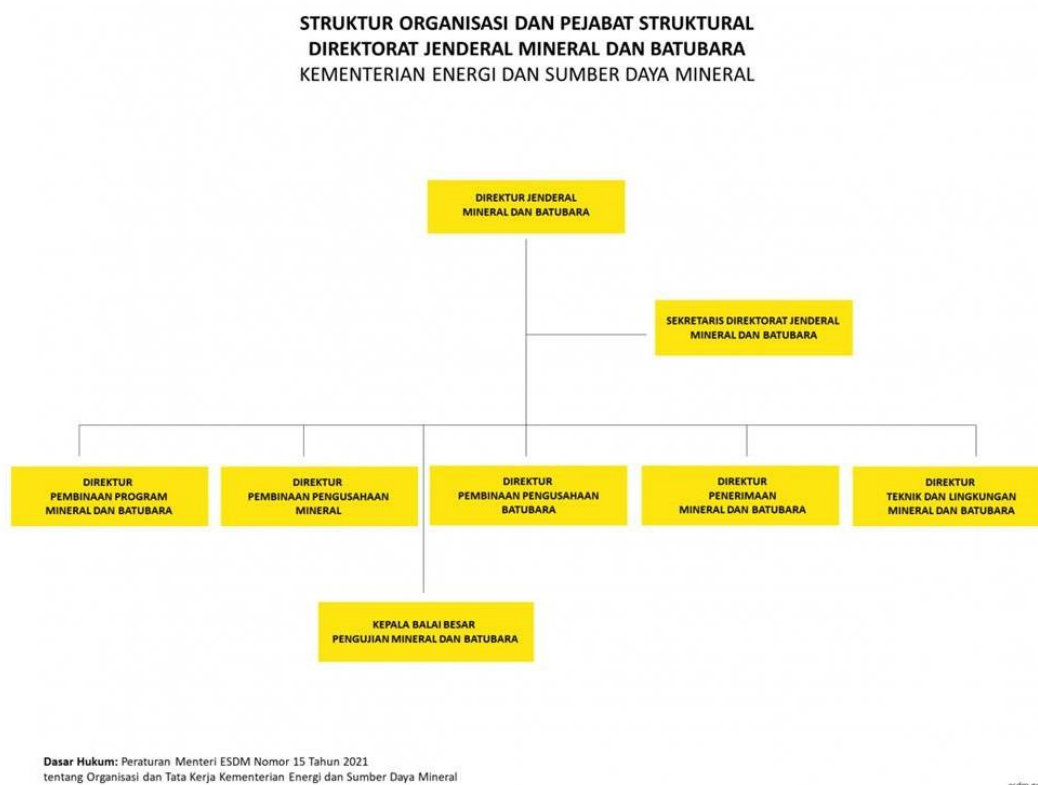 STRUKTUR ORGANISASI DAN PEJABAT STRUKTURAL
DIREKTORAT JENDERAL MINERAL DAN BATUBARA
KEMENTERIAN ENERGI DAN SUMBER DAYA MINERAL
DIREKTUR JENDERAL
MINERAL DAN BATUBARA
SEKRETARIS DIREKTORAT JENDERAL
MINERAL DAN BATUBARA
DIREKTUR
PEMBINAAN PROGRAM
MINERAL DAN BATUBARA
DIREKTUR
PEMBINAAN PENGUSAHAAN
MINERAL
DIREKTUR
PEMBINAAN PENGUSAHAAN
BATUBARA
DIREKTUR
PENERIMAAN
MINERAL DAN BATUBARA
DIREKTUR
TEKNIK DAN LINGKUNGAN
MINERAL DAN BATUBARA
KEPALA BALAI BESAR
PENGUJIAN MINERAL DAN BATUBARA
Dasar Hukum: Peraturan Menteri ESDM Nomor 15 Tahun 2021
tentang Organisasi dan Tata Kerja Kementerian Energi dan Sumber Daya Mineral